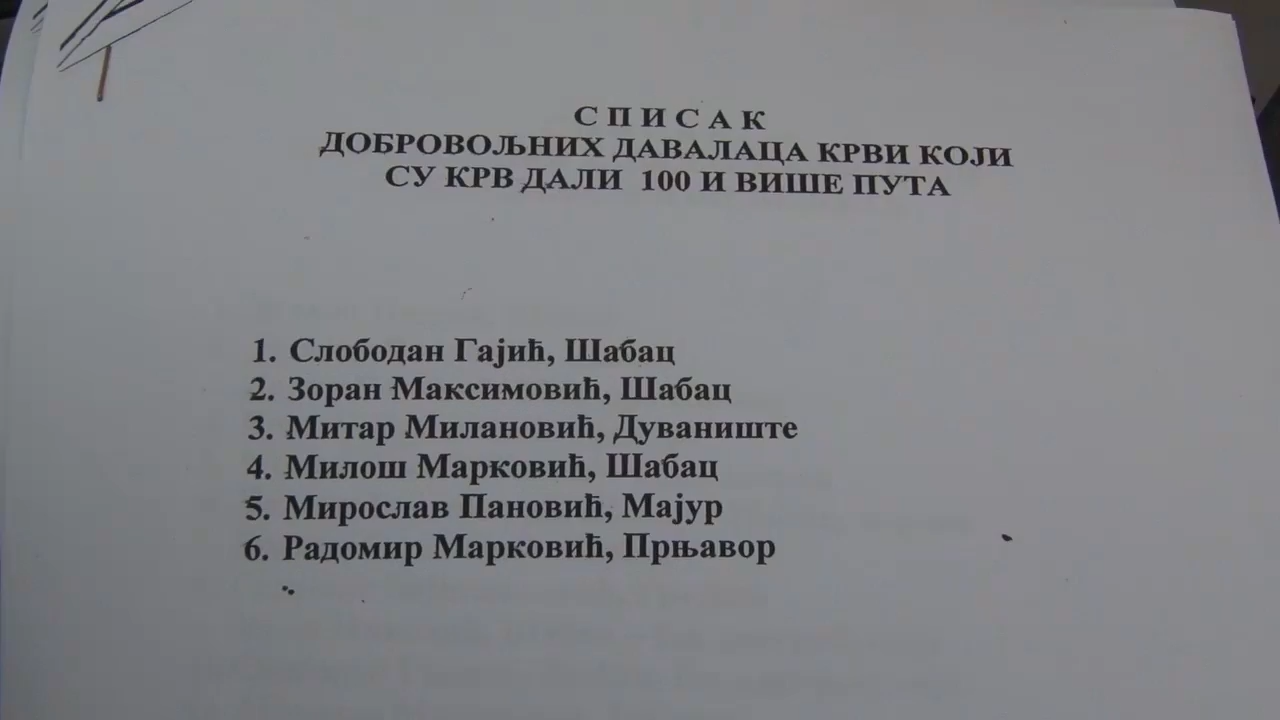 С П И С А К
ДОБРОВОЉНИХ ДАВАЛАЦА КРВИ КОЈИ
СУ КРВ ДАЛИ 100 И ВИШЕ ПУТА
1. Слободан Гајић, Шабац
2. Зоран Максимовић, Шабац
3. Митар Милановић, Дуваниште
4. Милош Марковић, Шабац
5. Мирослав Пановић, Мајур
6. Радомир Марковић, Прњавор